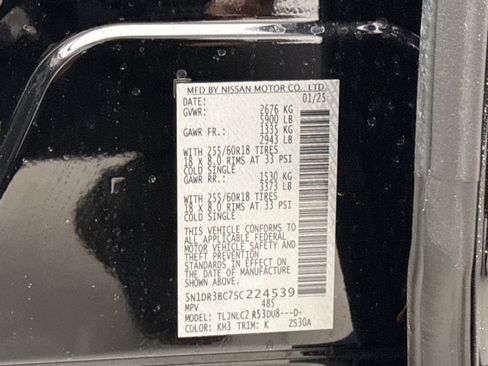 MFD BY NISSAN MOTOR CO., LTD.
DATE: 01/25
GVWR: 2676 KG
5900 LB
GAWR FR.: 1335 KG
2943 LB
WITH 255/60R18 TIRES
18 X 8.0 RIMS AT 33 PSI
COLD SINGLE
GAWR RR.: 1530 KG
3373 LB
WITH 255/60R18 TIRES
18 X 8.0 RIMS AT 33 PSI
COLD SINGLE
THIS VEHICLE CONFORMS TO
ALL APPLICABLE U.S. FEDERAL
MOTOR VEHICLE SAFETY AND
THEFT PREVENTION
STANDARDS IN EFFECT ON
THE DATE OF MANUFACTURE
SHOWN ABOVE.
5N1DR3BC7SC224539
MPV 485
MODEL: TLJNLC2 R53DU8---D-
COLOR: KH3 TRIM: K ZS30A